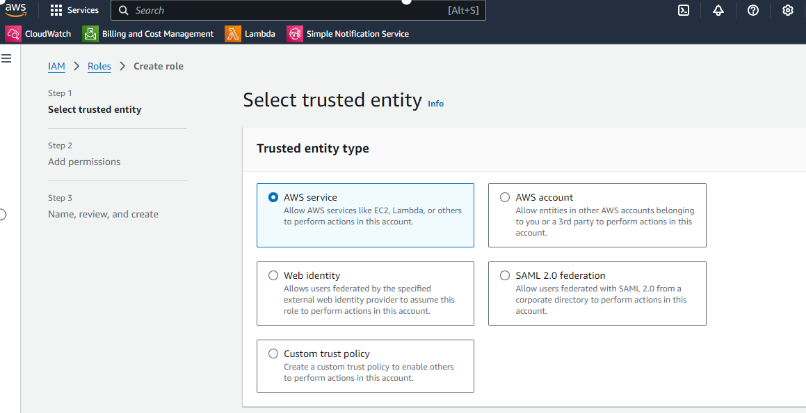 aws
Services
Search [Alt+S]
CloudWatch Billing and Cost Management Lambda Simple Notification Service
IAM > Roles > Create role
Step 1
Select trusted entity
Step 2
Add permissions
Step 3
Name, review, and create
Select trusted entity Info
Trusted entity type
AWS service
Allow AWS services like EC2, Lambda, or others
to perform actions in this account.
AWS account
Allow entities in other AWS accounts belonging
to you or a 3rd party to perform actions in this
account.
Web identity
Allows users federated by the specified
external web identity provider to assume this
role to perform actions in this account.
SAML 2.0 federation
Allow users federated with SAML 2.0 from a
corporate directory to perform actions in this
account.
Custom trust policy
Create a custom trust policy to enable others
to perform actions in this account.